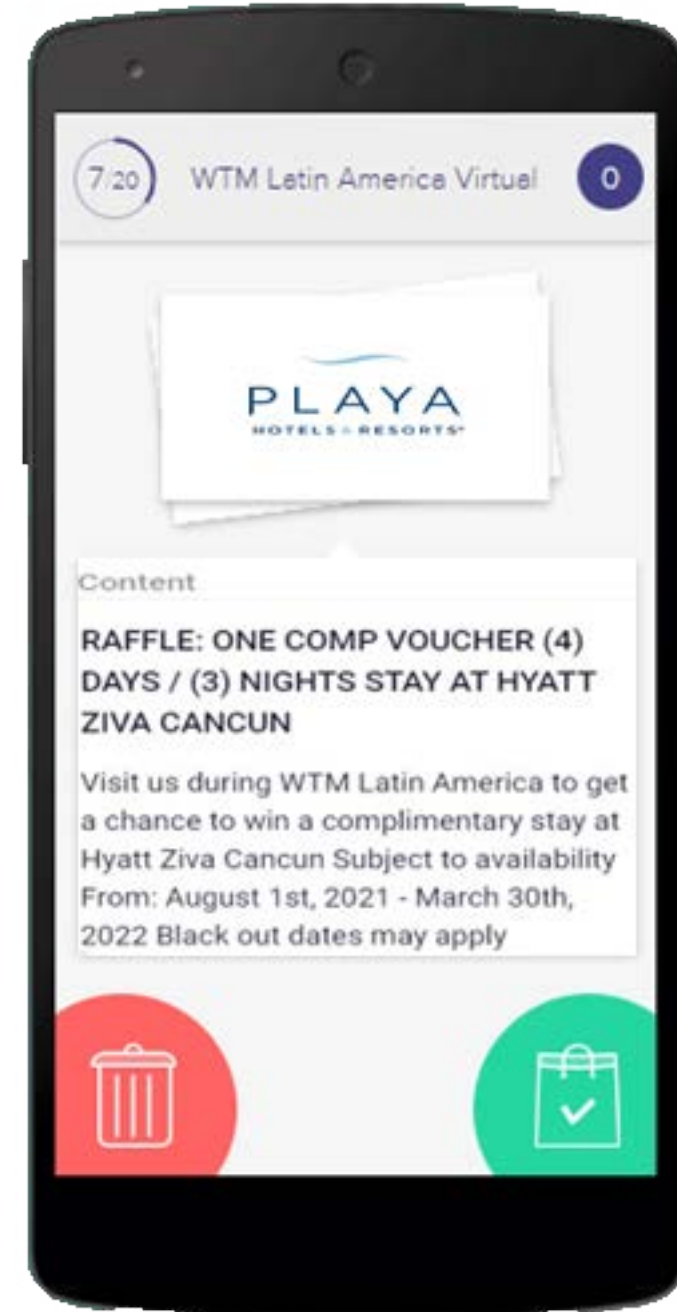 7/20 WTM Latin America Virtual 0
PLAYA
HOTELS & RESORTS
Content
RAFFLE: ONE COMP VOUCHER (4)
DAYS / (3) NIGHTS STAY AT HYATT
ZIVA CANCUN
Visit us during WTM Latin America to get
a chance to win a complimentary stay at
Hyatt Ziva Cancun Subject to availability
From: August 1st, 2021 - March 30th,
2022 Black out dates may apply